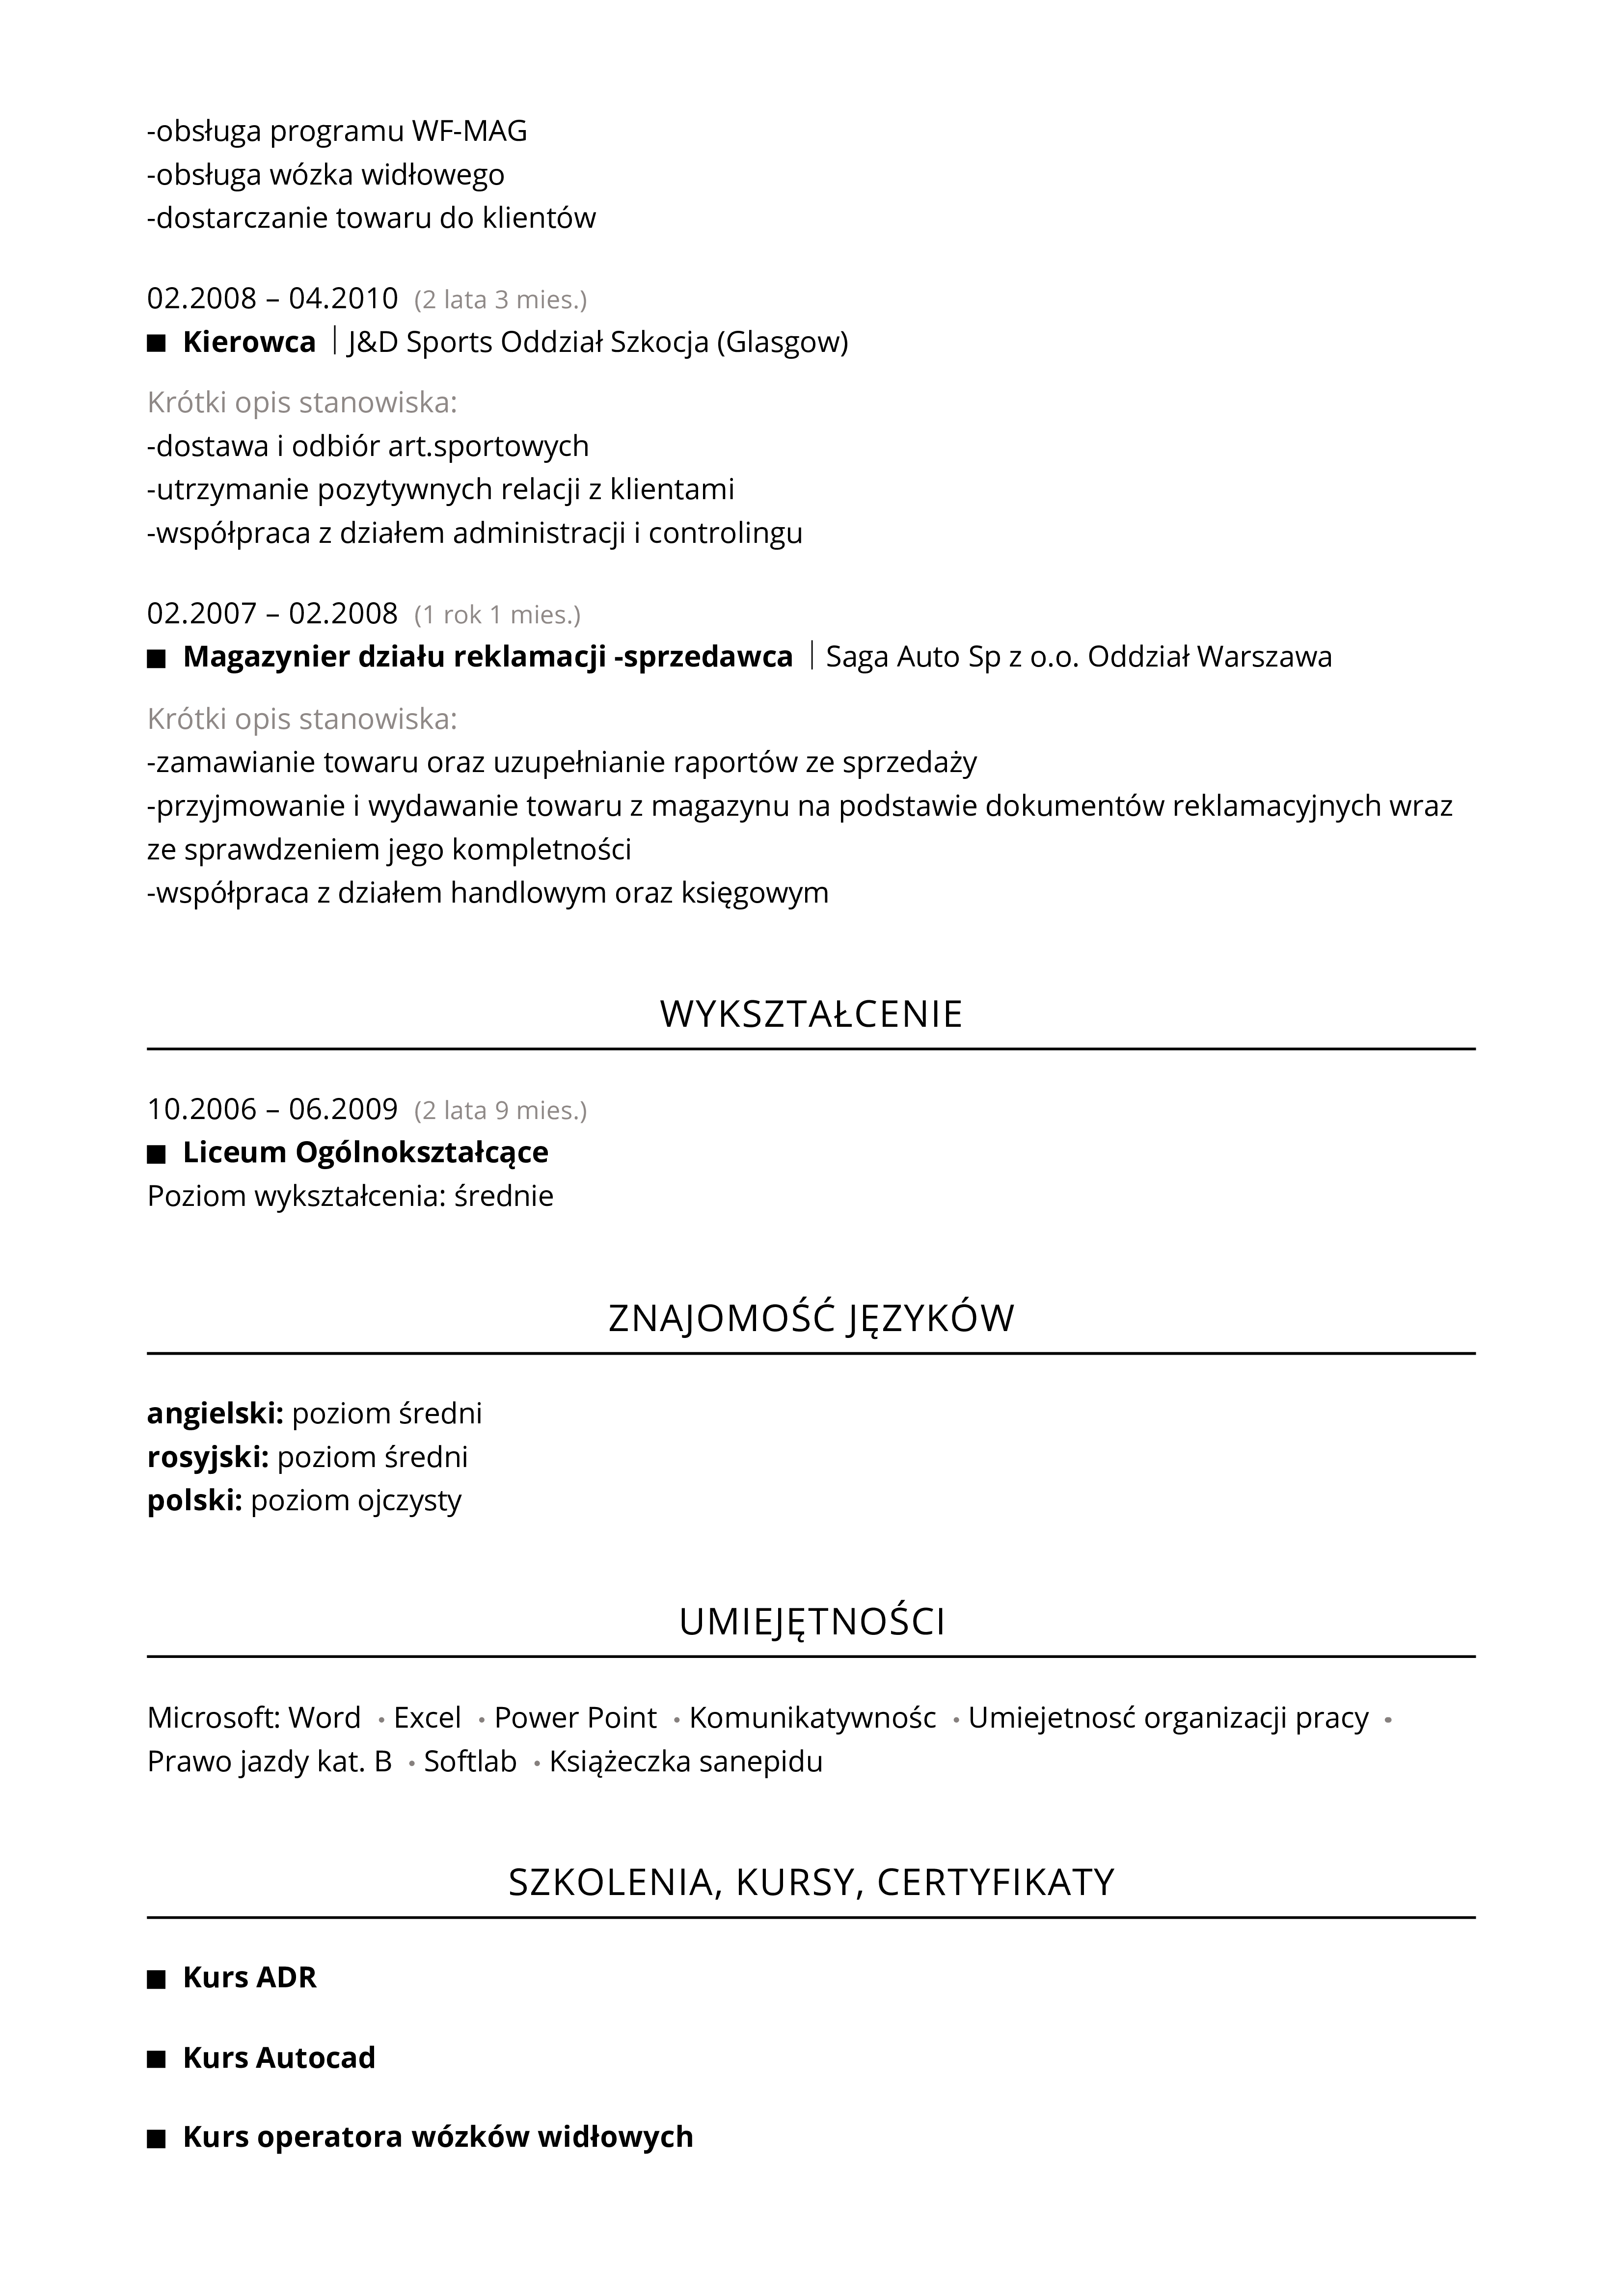 -obsługa programu WF-MAG
-obsługa wózka widłowego
-dostarczanie towaru do klientów
02.2008 – 04.2010 (2 lata 3 mies.)
■ Kierowca | J&D Sports Oddział Szkocja (Glasgow)
Krótki opis stanowiska:
-dostawa i odbiór art.sportowych
-utrzymanie pozytywnych relacji z klientami
-współpraca z działem administracji i controlingu
02.2007 – 02.2008 (1 rok 1 mies.)
■ Magazynier działu reklamacji -sprzedawca | Saga Auto Sp z o.o. Oddział Warszawa
Krótki opis stanowiska:
-zamawianie towaru oraz uzupełnianie raportów ze sprzedaży
-przyjmowanie i wydawanie towaru z magazynu na podstawie dokumentów reklamacyjnych wraz
ze sprawdzeniem jego kompletności
-współpraca z działem handlowym oraz księgowym
WYKSZTAŁCENIE
10.2006 – 06.2009 (2 lata 9 mies.)
■ Liceum Ogólnokształcące
Poziom wykształcenia: średnie
ZNAJOMOŚĆ JĘZYKÓW
angielski: poziom średni
rosyjski: poziom średni
polski: poziom ojczysty
UMIEJĘTNOŚCI
Microsoft: Word • Excel • Power Point • Komunikatywnośc • Umiejetnosć organizacji pracy •
Prawo jazdy kat. B • Softlab • Książeczka sanepidu
SZKOLENIA, KURSY, CERTYFIKATY
■ Kurs ADR
■ Kurs Autocad
■ Kurs operatora wózków widłowych